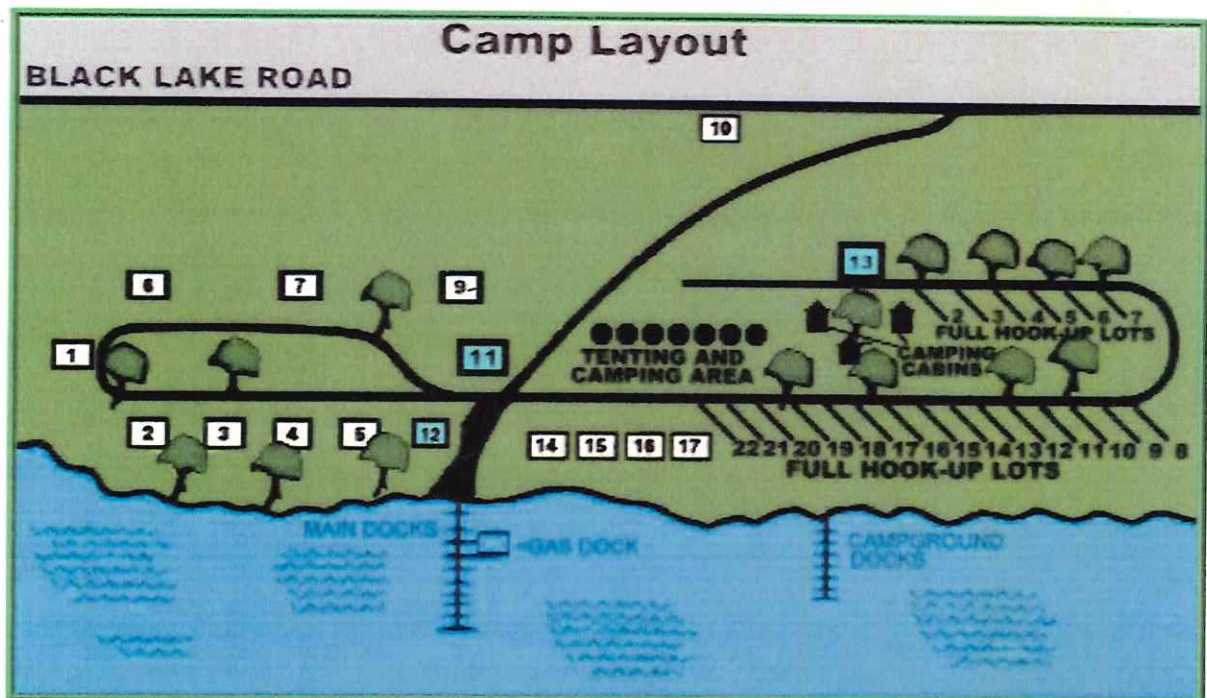 Camp Layout
BLACK LAKE ROAD
10
13
6
7
9
2 3 4 5 6 7
FULL HOOK-UP LOTS
1
11
TENTING AND
CAMPING AREA
CAMPING
CABINS
2
3
4
5
12
14
15
16
17
22 21 20 19 18 17 16 15 14 13 12 11 10 9 8
FULL HOOK-UP LOTS
MAIN DOCKS
GAS DOCK
CAMPGROUND
DOCKS